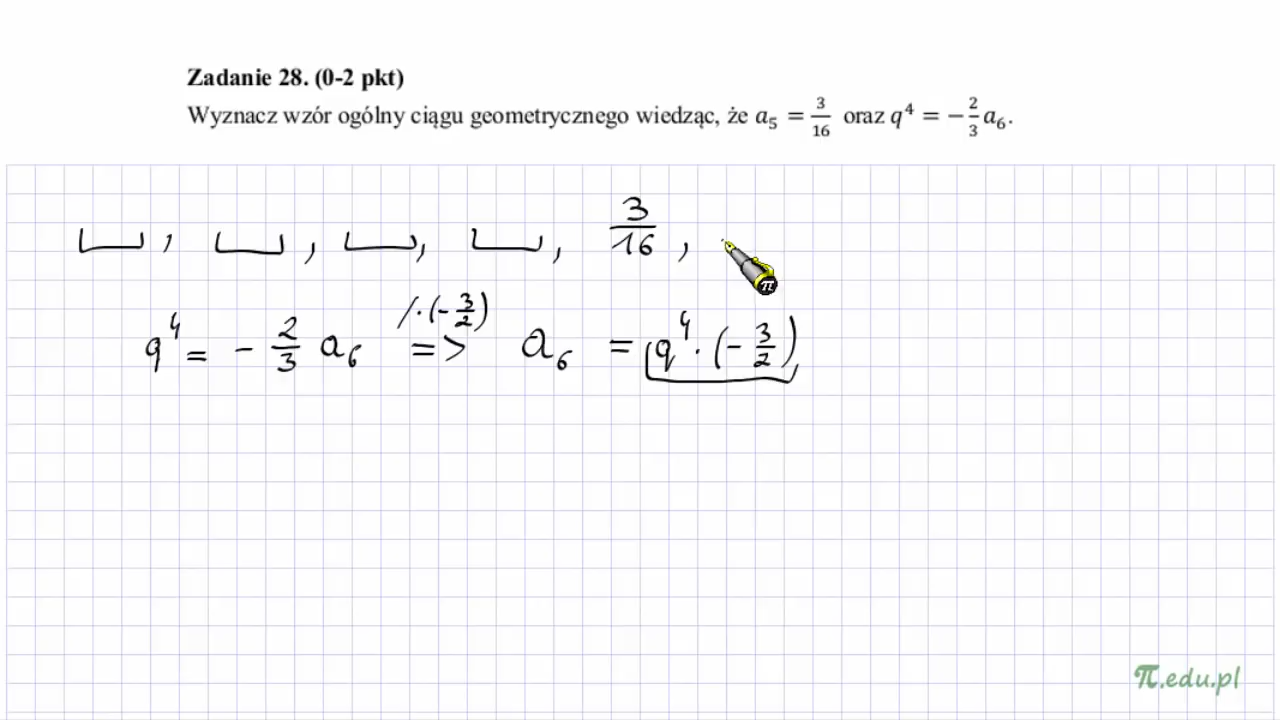 Zadanie 28. (0-2 pkt)
Wyznacz wzór ogólny ciągu geometrycznego wiedząc, że a₅ = 3/16 oraz q⁴ = −2/3 a₆.
, , , , 3/16 ,
q⁴ = − 2/3 a₆ => /·(−3/2) a₆ = q⁴ · (−3/2)
π
π.edu.pl